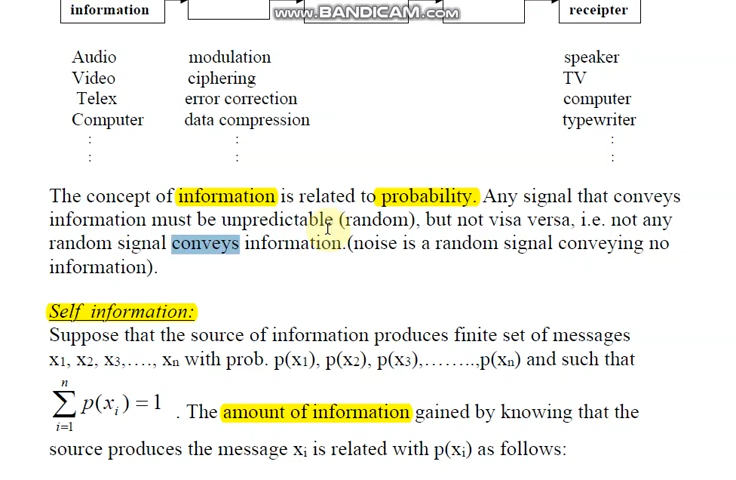 information
receipter
www.BANDICAM.com
Audio modulation speaker
Video ciphering TV
Telex error correction computer
Computer data compression typewriter
: : :
: : :
The concept of information is related to probability. Any signal that conveys
information must be unpredictable (random), but not visa versa, i.e. not any
random signal conveys information.(noise is a random signal conveying no
information).
Self information:
Suppose that the source of information produces finite set of messages
x1, x2, x3,…., xn with prob. p(x1), p(x2), p(x3),……..,p(xn) and such that
n
∑ p(xi) = 1 . The amount of information gained by knowing that the
i=1
source produces the message xi is related with p(xi) as follows: